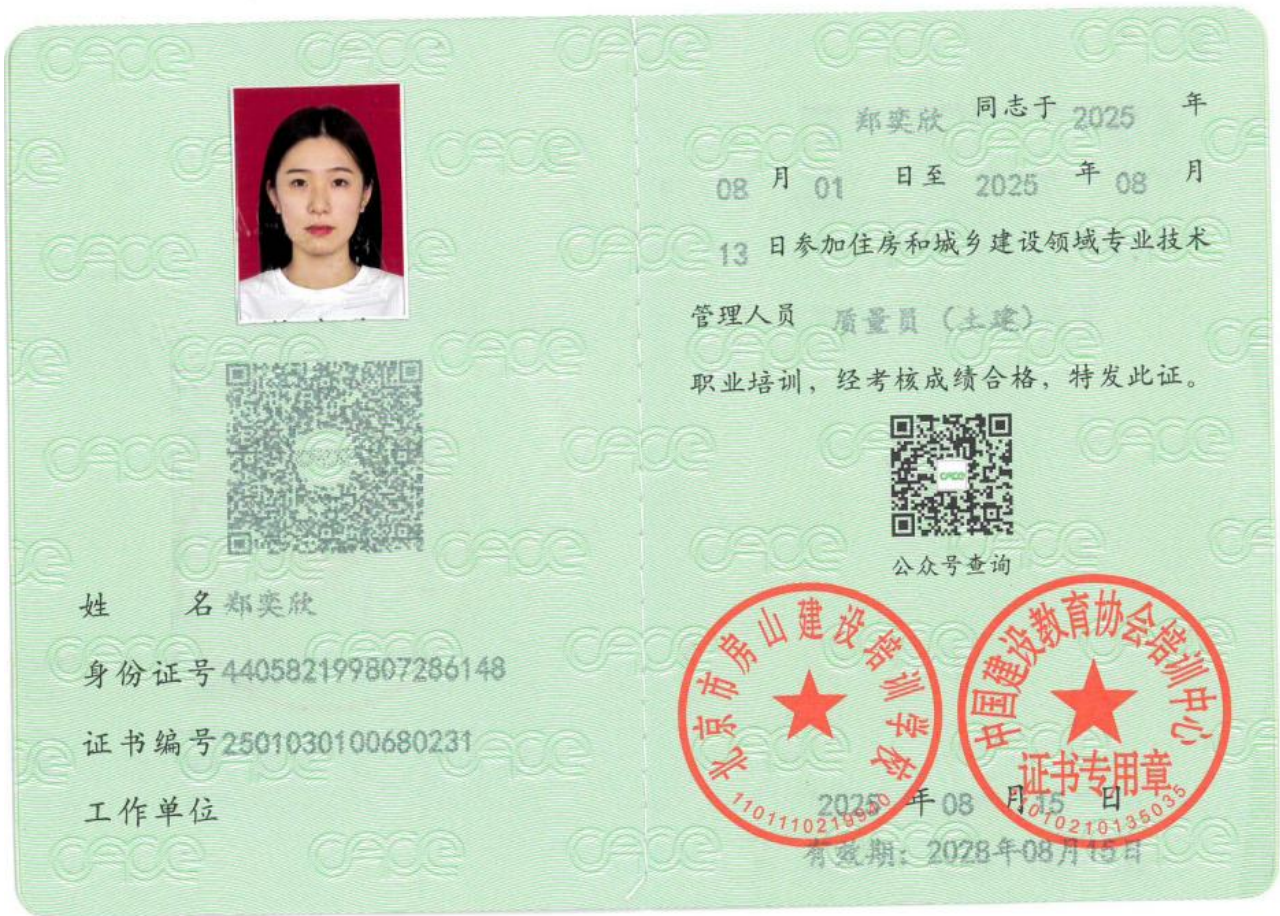 姓 名 郑奕欣
身份证号 440582199807286148
证书编号 2501030100680231
工作单位
郑奕欣 同志于 2025 年
08 月 01 日至 2025 年 08 月
13 日参加住房和城乡建设领域专业技术
管理人员 质量员（土建）
职业培训，经考核成绩合格，特发此证。
CACE
公众号查询
北京市房山建设培训学校
中国建设教育协会培训中心
证书专用章
2025 年 08 月 15 日
有效期：2028年08月15日